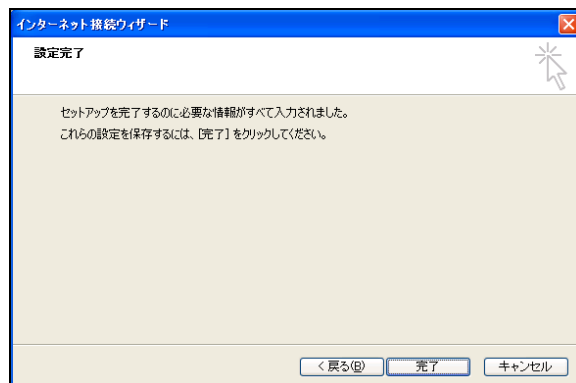 インターネット接続ウィザード
設定完了
セットアップを完了するのに必要な情報がすべて入力されました。
これらの設定を保存するには、[完了] をクリックしてください。
< 戻る(B) 完了 キャンセル